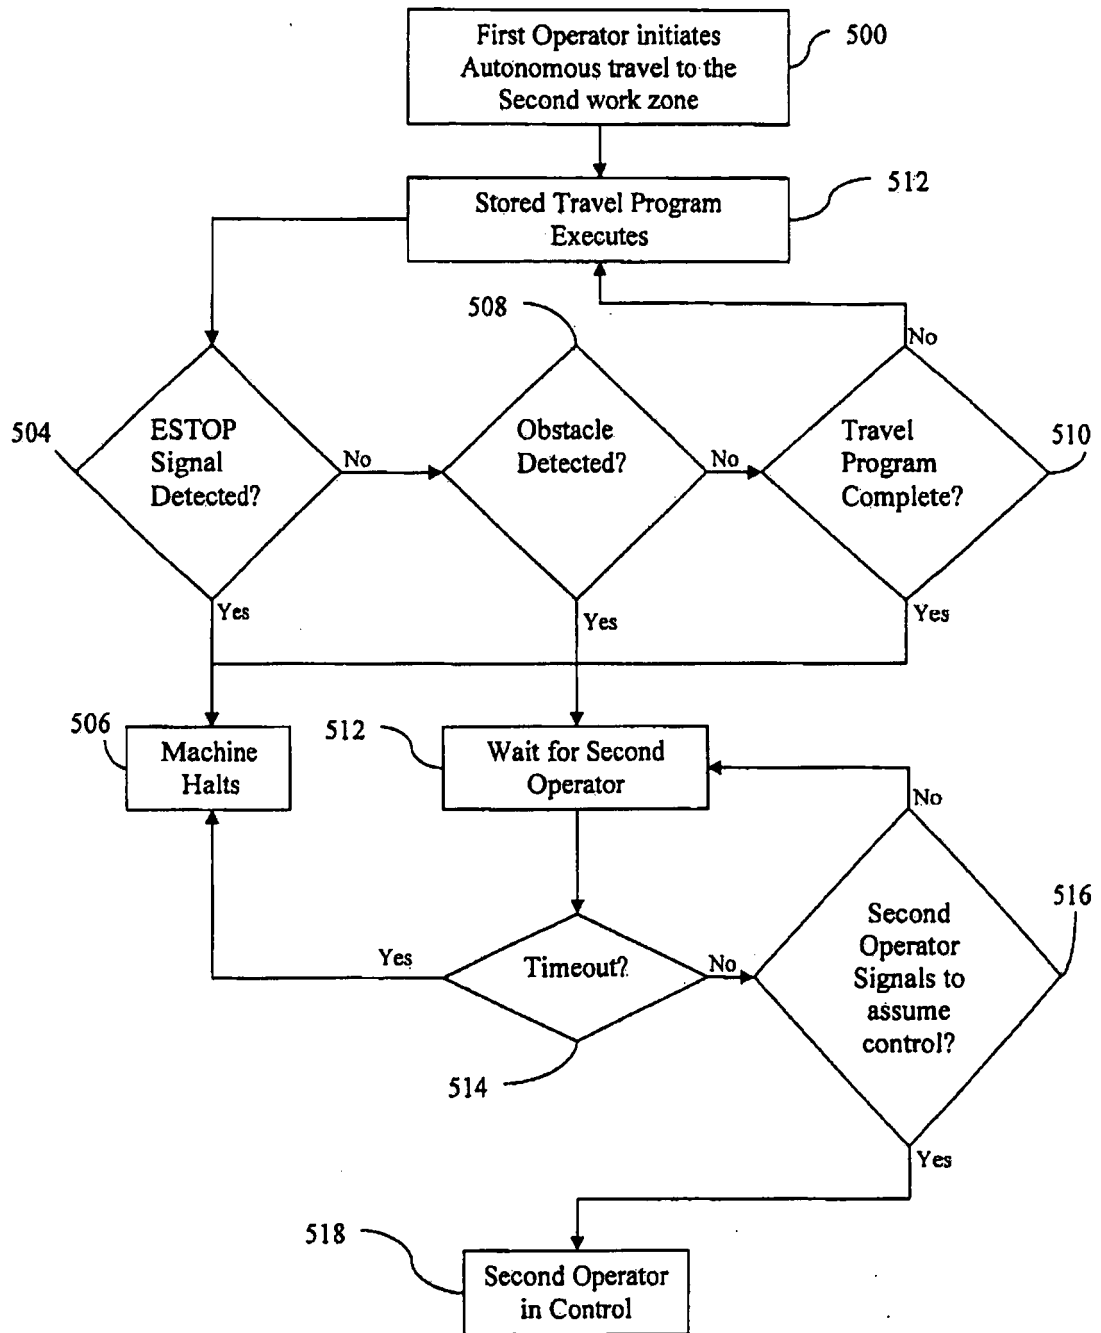 First Operator initiates
Autonomous travel to the
Second work zone
500
Stored Travel Program
Executes
512
508
No
504
ESTOP
Signal
Detected?
No
Obstacle
Detected?
No
Travel
Program
Complete?
510
Yes
Yes
Yes
506
Machine
Halts
512
Wait for Second
Operator
No
Yes
Timeout?
No
Second
Operator
Signals to
assume
control?
516
514
Yes
518
Second Operator
in Control